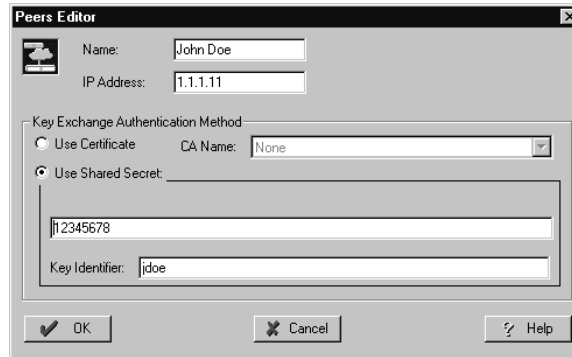 Peers Editor
Name: John Doe
IP Address: 1.1.1.11
Key Exchange Authentication Method
Use Certificate CA Name: None
Use Shared Secret:
12345678
Key Identifier: jdoe
OK Cancel ? Help